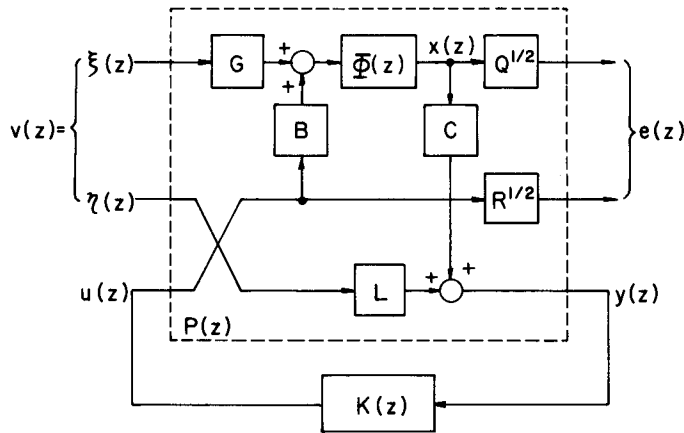 ξ(z) G + + Φ(z) x(z) Q^{1/2}
v(z)= B C e(z)
η(z) R^{1/2}
u(z) L + + y(z)
P(z)
K(z)